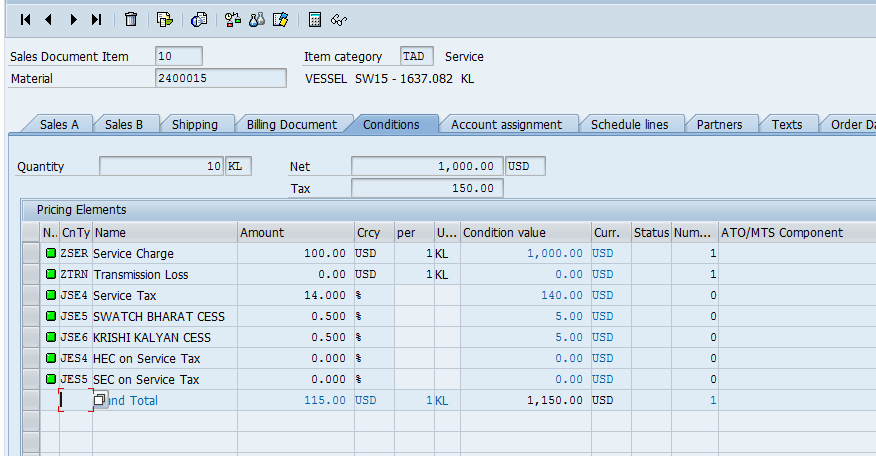 Sales Document Item 10 Item category TAD Service
Material 2400015 VESSEL SW15 - 1637.082 KL
Sales A Sales B Shipping Billing Document Conditions Account assignment Schedule lines Partners Texts Order Da
Quantity 10 KL Net 1,000.00 USD
Tax 150.00
Pricing Elements
N.. CnTy Name Amount Crcy per U... Condition value Curr. Status Num... ATO/MTS Component
ZSER Service Charge 100.00 USD 1 KL 1,000.00 USD 1
ZTRN Transmission Loss 0.00 USD 1 KL 0.00 USD 1
JSE4 Service Tax 14.000 % 140.00 USD 0
JSE5 SWATCH BHARAT CESS 0.500 % 5.00 USD 0
JSE6 KRISHI KALYAN CESS 0.500 % 5.00 USD 0
JES4 HEC on Service Tax 0.000 % 0.00 USD 0
JES5 SEC on Service Tax 0.000 % 0.00 USD 0
nd Total 115.00 USD 1 KL 1,150.00 USD 1